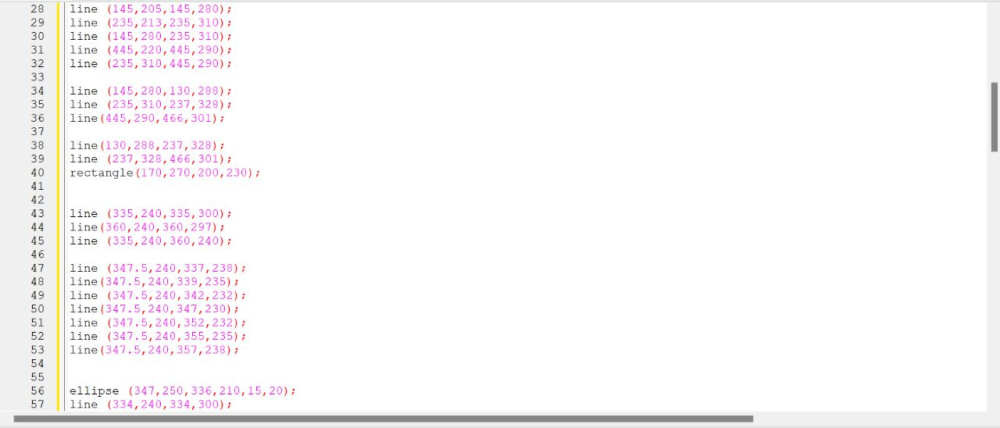 28 line (145,205,145,280);
29 line (235,213,235,310);
30 line (145,280,235,310);
31 line (445,220,445,290);
32 line (235,310,445,290);
33
34 line (145,280,130,288);
35 line (235,310,237,328);
36 line(445,290,466,301);
37
38 line(130,288,237,328);
39 line (237,328,466,301);
40 rectangle(170,270,200,230);
41
42
43 line (335,240,335,300);
44 line(360,240,360,297);
45 line (335,240,360,240);
46
47 line (347.5,240,337,238);
48 line(347.5,240,339,235);
49 line (347.5,240,342,232);
50 line(347.5,240,347,230);
51 line (347.5,240,352,232);
52 line (347.5,240,355,235);
53 line(347.5,240,357,238);
54
55
56 ellipse (347,250,336,210,15,20);
57 line (334,240,334,300);